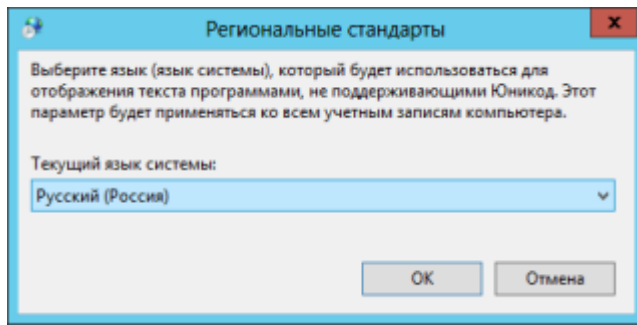 Региональные стандарты
Выберите язык (язык системы), который будет использоваться для
отображения текста программами, не поддерживающими Юникод. Этот
параметр будет применяться ко всем учетным записям компьютера.
Текущий язык системы:
Русский (Россия)
ОК
Отмена